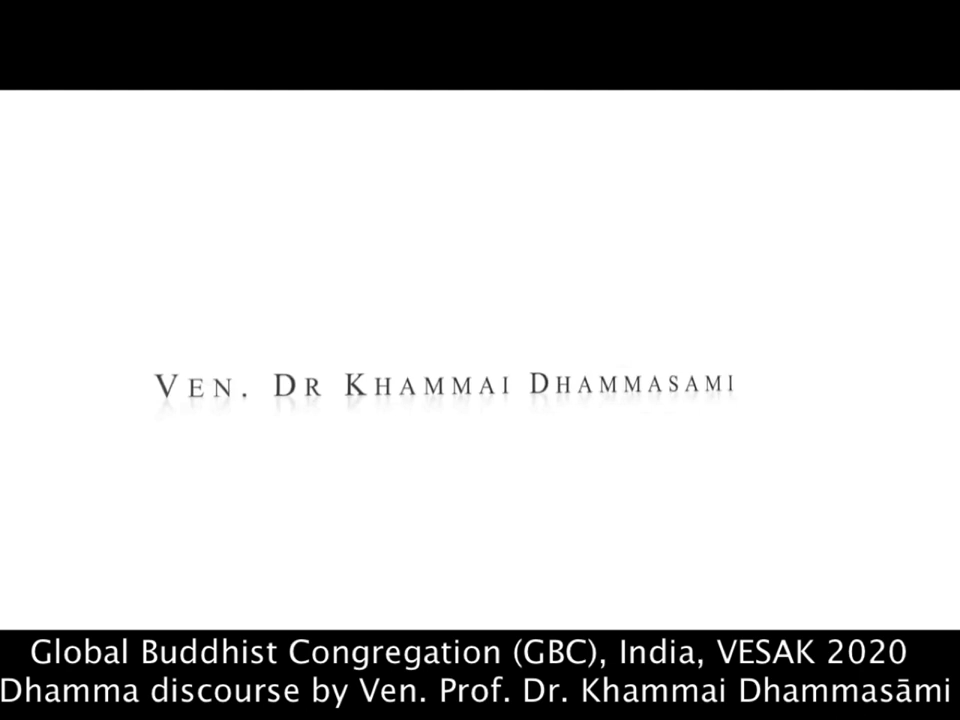 VEN. DR KHAMMAI DHAMMASAMI
Global Buddhist Congregation (GBC), India, VESAK 2020
Dhamma discourse by Ven. Prof. Dr. Khammai Dhammasāmi